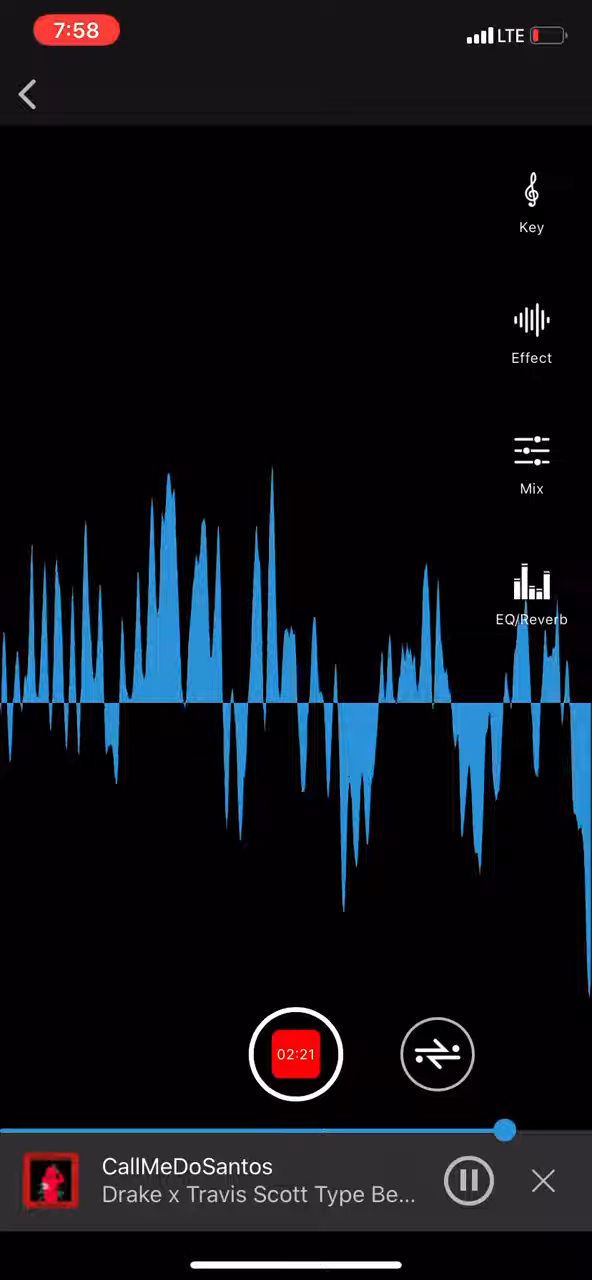 7:58
LTE
Key
Effect
Mix
EQ/Reverb
02:21
CallMeDoSantos
Drake x Travis Scott Type Be...